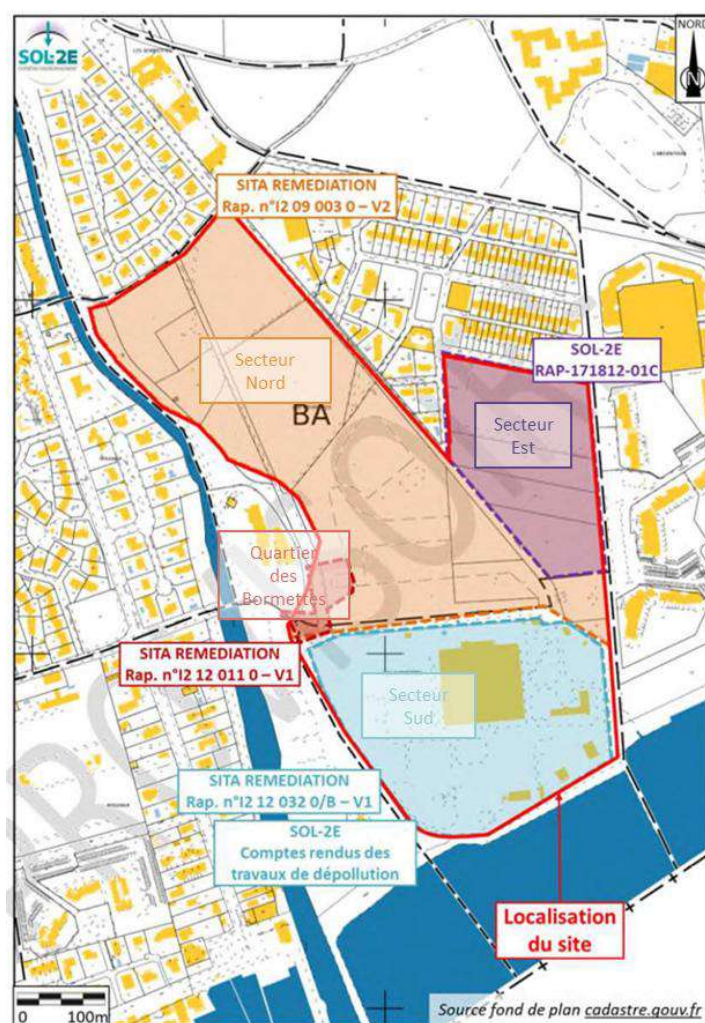 SOL-2E
NORD
N
SITA REMEDIATION
Rap. n°I2 09 003 0 – V2
Secteur
Nord
BA
SOL-2E
RAP-171812-01C
Secteur
Est
Quartier
des
Bormettes
SITA REMEDIATION
Rap. n°I2 12 011 0 – V1
Secteur
Sud
SITA REMEDIATION
Rap. n°I2 12 032 0/B – V1
SOL-2E
Comptes rendus des
travaux de dépollution
Localisation
du site
0 100m
Source fond de plan cadastre.gouv.fr